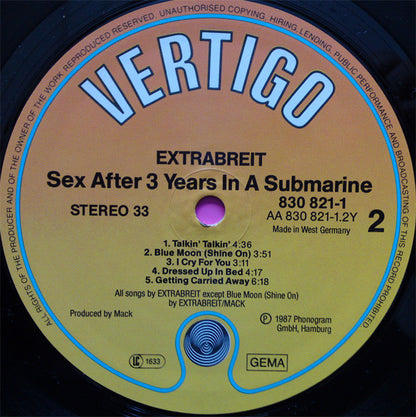 ALL RIGHTS OF THE PRODUCER AND OF THE OWNER OF THE WORK REPRODUCED RESERVED. UNAUTHORISED COPYING, HIRING, LENDING, PUBLIC PERFORMANCE AND BROADCASTING OF THIS RECORD PROHIBITED
VERTIGO
EXTRABREIT
Sex After 3 Years In A Submarine
STEREO 33
830 821-1
AA 830 821-1.2Y
Made in West Germany
2
1. Talkin' Talkin' 4:36
2. Blue Moon (Shine On) 3:51
3. I Cry For You 3:11
4. Dressed Up In Bed 4:17
5. Getting Carried Away 6:18
All songs by EXTRABREIT except Blue Moon (Shine On)
by EXTRABREIT/MACK
Produced by Mack
Ⓟ 1987 Phonogram
GmbH, Hamburg
LC 1633
GEMA